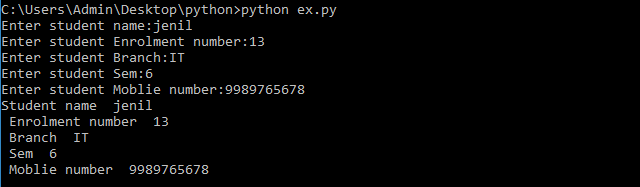 C:\Users\Admin\Desktop\python>python ex.py
Enter student name:jenil
Enter student Enrolment number:13
Enter student Branch:IT
Enter student Sem:6
Enter student Moblie number:9989765678
Student name  jenil
 Enrolment number  13
 Branch  IT
 Sem  6
 Moblie number  9989765678